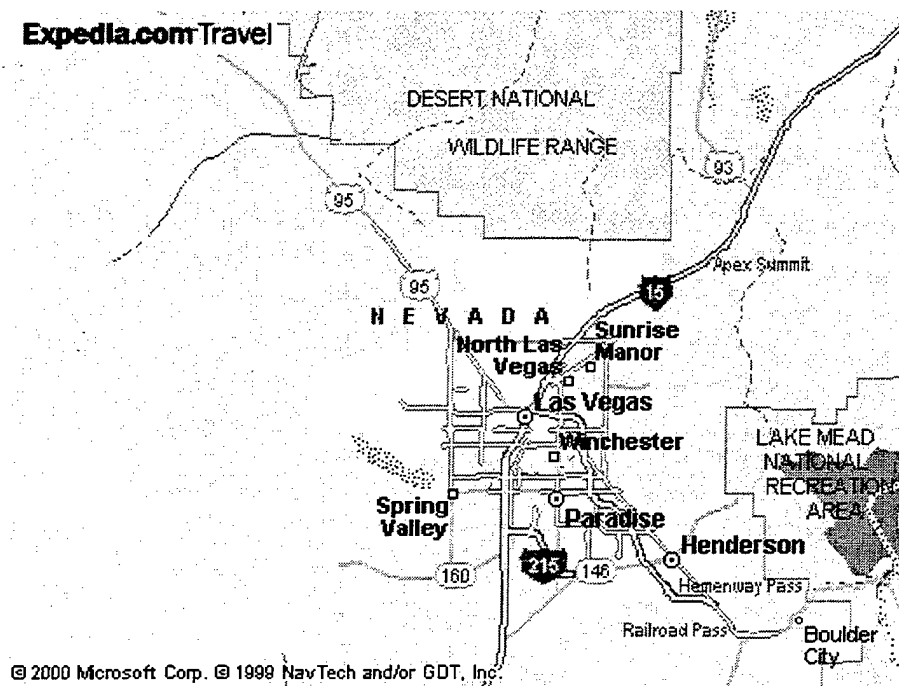 Expedia.com Travel
DESERT NATIONAL
WILDLIFE RANGE
93
95
95
Apex Summit
15
NEVADA
Sunrise
Manor
North Las
Vegas
Las Vegas
Winchester
LAKE MEAD
NATIONAL
RECREATION
AREA
Spring
Valley
Paradise
Henderson
215
160
146
Hemenway Pass
Railroad Pass
Boulder
City
© 2000 Microsoft Corp. © 1999 NavTech and/or GDT, Inc.